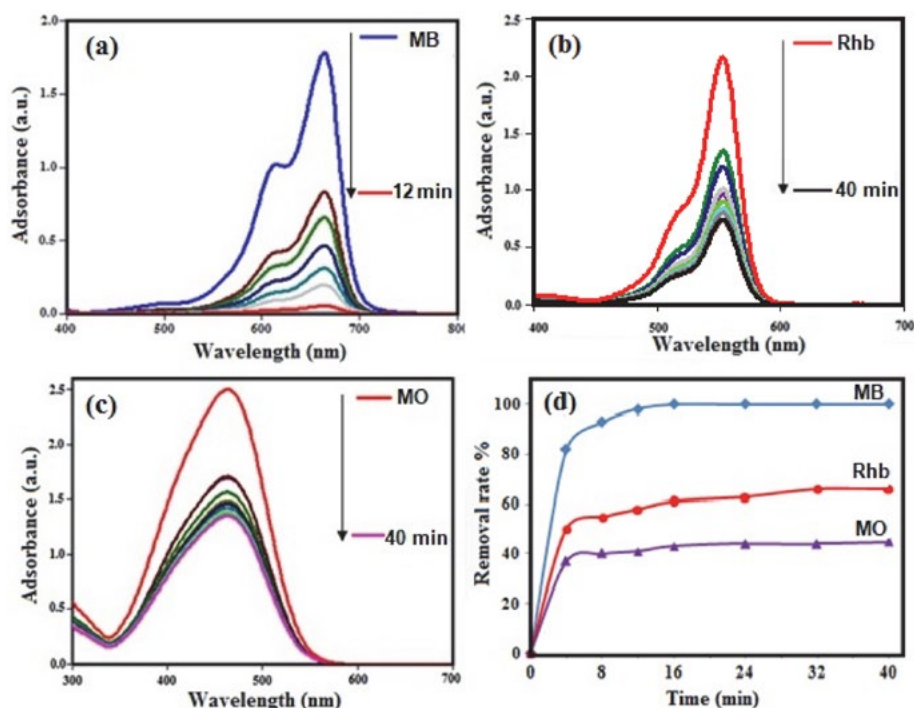 (a)
MB
12 min
Adsorbance (a.u.)
2.0
1.5
1.0
0.5
0.0
400
500
600
700
800
Wavelength (nm)
(b)
Rhb
40 min
Adsorbance (a.u.)
2.5
2.0
1.5
1.0
0.5
0.0
400
500
600
700
Wavelength (nm)
(c)
MO
40 min
Adsorbance (a.u.)
2.5
2.0
1.5
1.0
0.5
0.0
300
400
500
600
700
Wavelength (nm)
(d)
MB
Rhb
MO
Removal rate %
100
80
60
40
20
0
0
8
16
24
32
40
Time (min)